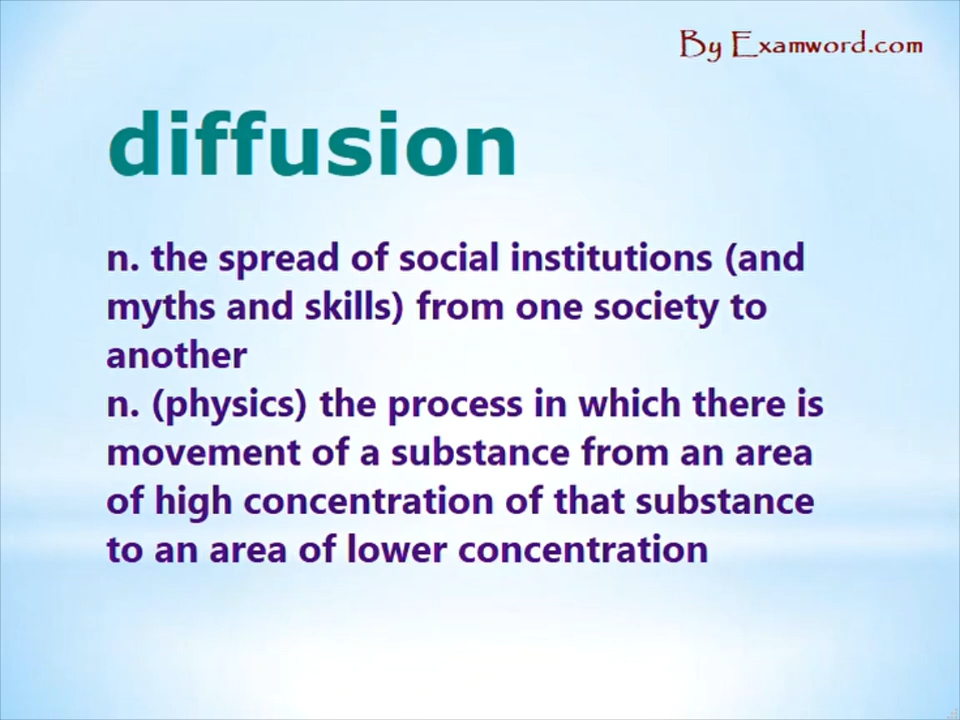 By Examword.com
diffusion
n. the spread of social institutions (and
myths and skills) from one society to
another
n. (physics) the process in which there is
movement of a substance from an area
of high concentration of that substance
to an area of lower concentration